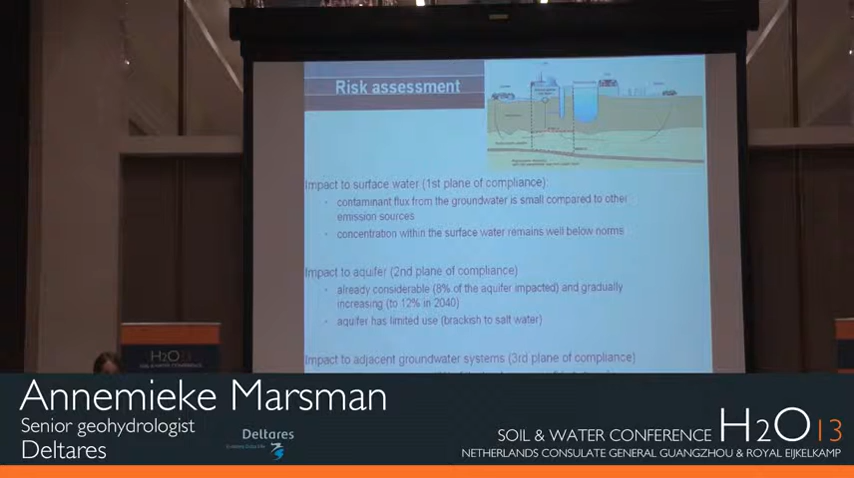 Risk assessment
Impact to surface water (1st plane of compliance):
contaminant flux from the groundwater is small compared to other
emission sources
concentration within the surface water remains well below norms
Impact to aquifer (2nd plane of compliance)
already considerable (8% of the aquifer impacted) and gradually
increasing (to 12% in 2040)
aquifer has limited use (brackish to salt water)
Impact to adjacent groundwater systems (3rd plane of compliance)
H2O13
SOIL & WATER CONFERENCE
Annemieke Marsman
Senior geohydrologist
Deltares
Deltares
SOIL & WATER CONFERENCE H2O13
NETHERLANDS CONSULATE GENERAL GUANGZHOU & ROYAL EIJKELKAMP